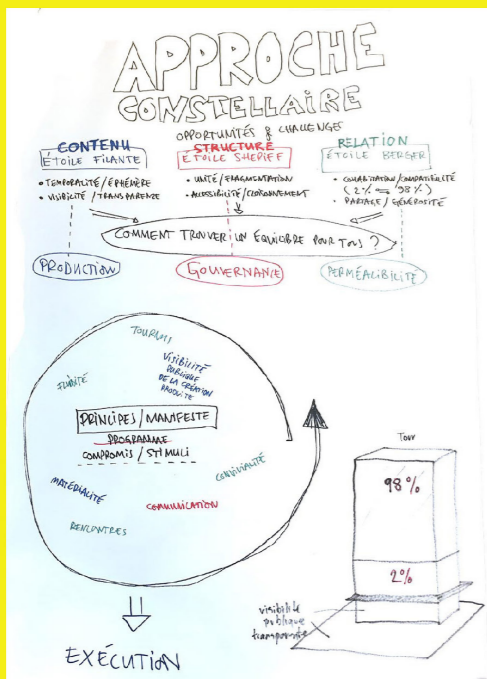 APPROCHE
CONSTELLAIRE
OPPORTUNITÉS & CHALLENGES
CONTENU
ÉTOILE FILANTE
• TEMPORALITÉ/ÉPHÉMÈRE
• VISIBILITÉ/TRANSPARENZE
STRUCTURE
ÉTOILE SHERIFF
• UNITÉ/FRAGMENTATION
• ACCESSIBILITÉ/CLOISONNEMENT
RELATION
ÉTOILE BERGER
• COHABITATION/COMPATIBILITÉ
(2% 98%)
• PARTAGE/GÉNÉROSITÉ
COMMENT TROUVER UN ÉQUILIBRE POUR TOUS ?
PRODUCTION
GOUVERNANCE
PERMÉALIBILITÉ
TOURNUS
VISIBILITÉ
PUBLIQUE
DE LA CRÉATION
PRODUITE
FLUIDITÉ
PRINCIPES/MANIFESTE
PROGRAMME
COMPROMIS/STIMULI
CONVIVIALITÉ
MATÉRIALITÉ
COMMUNICATION
RENCONTRES
EXÉCUTION
Tour
98%
2%
visibilité
publique
transparente